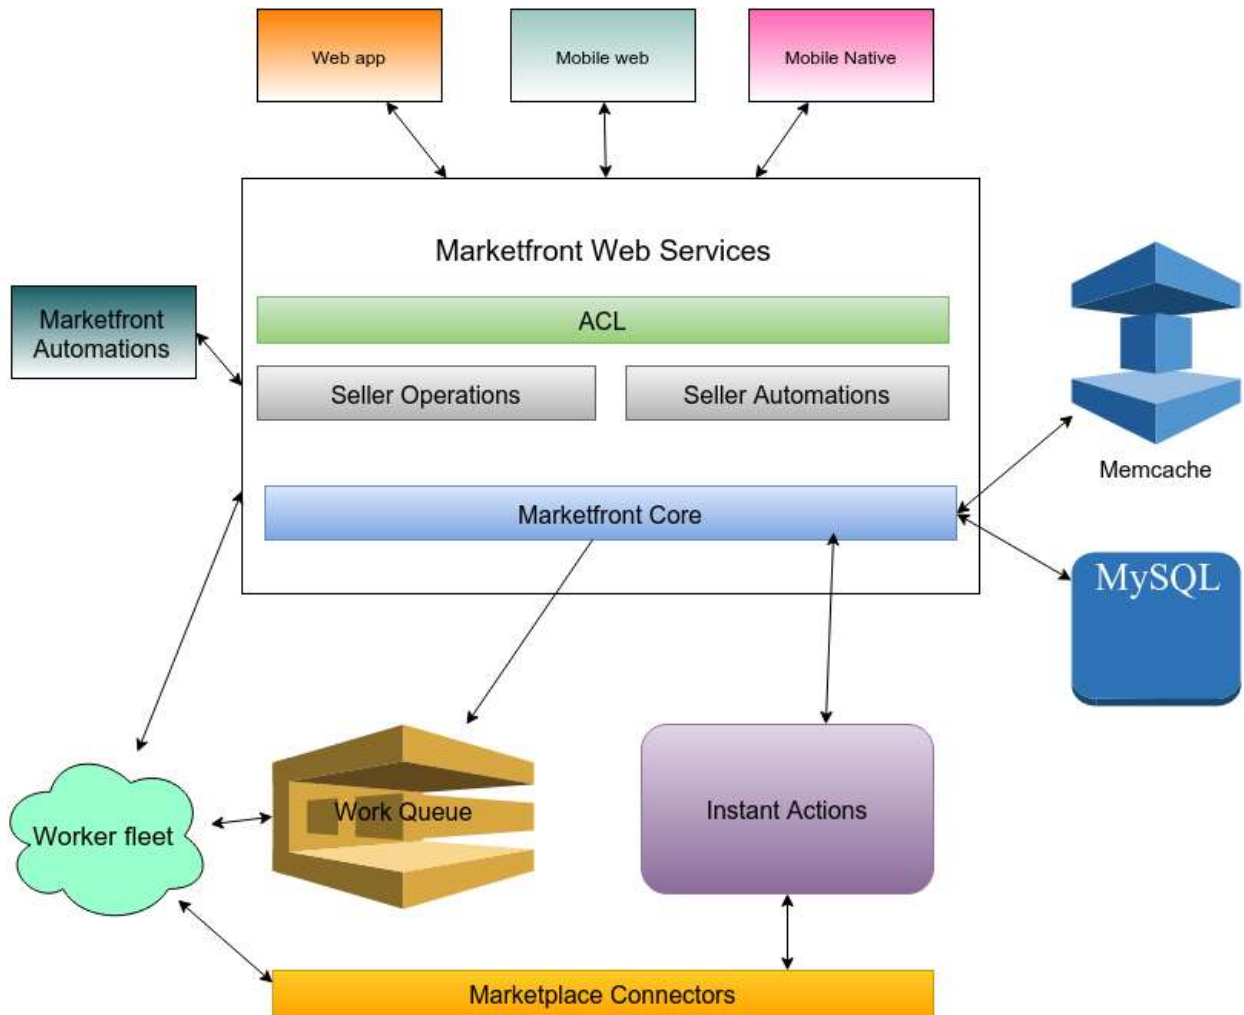 Web app
Mobile web
Mobile Native
Marketfront Web Services
ACL
Marketfront
Automations
Seller Operations
Seller Automations
Memcache
Marketfront Core
MySQL
Work Queue
Instant Actions
Worker fleet
Marketplace Connectors